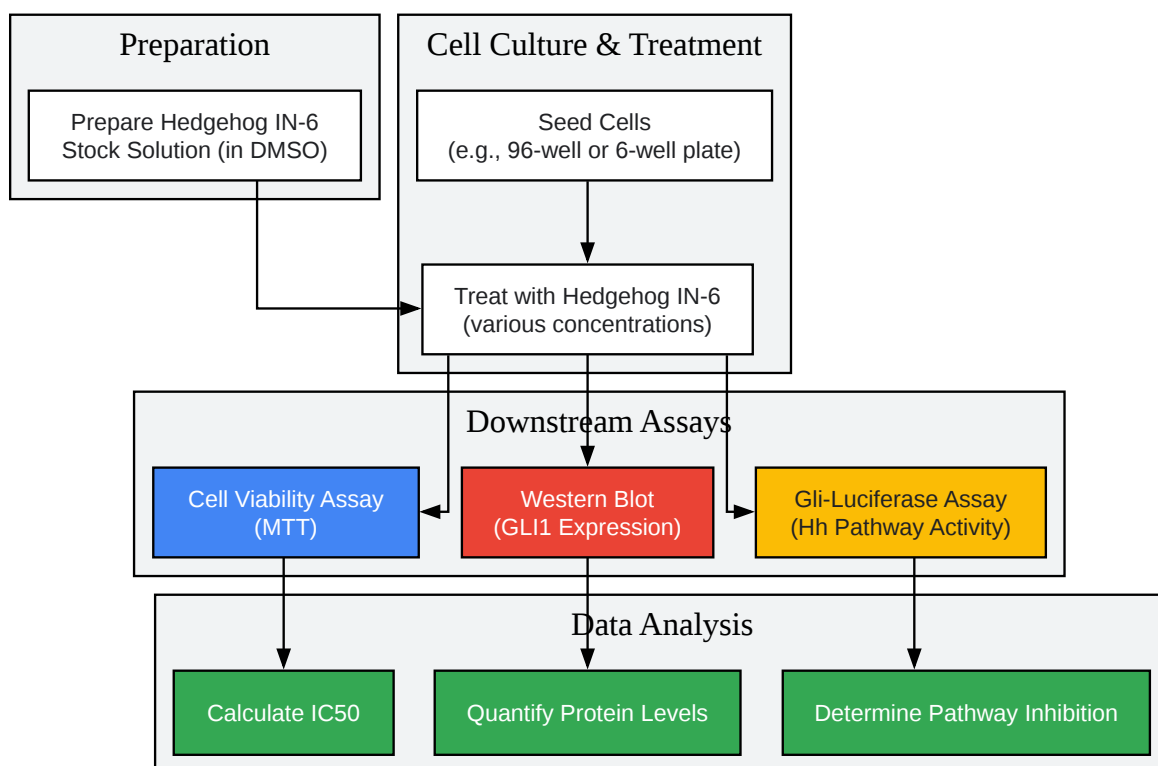 Preparation
Prepare Hedgehog IN-6
Stock Solution (in DMSO)
Cell Culture & Treatment
Seed Cells
(e.g., 96-well or 6-well plate)
Treat with Hedgehog IN-6
(various concentrations)
Downstream Assays
Cell Viability Assay
(MTT)
Western Blot
(GLI1 Expression)
Gli-Luciferase Assay
(Hh Pathway Activity)
Data Analysis
Calculate IC50
Quantify Protein Levels
Determine Pathway Inhibition